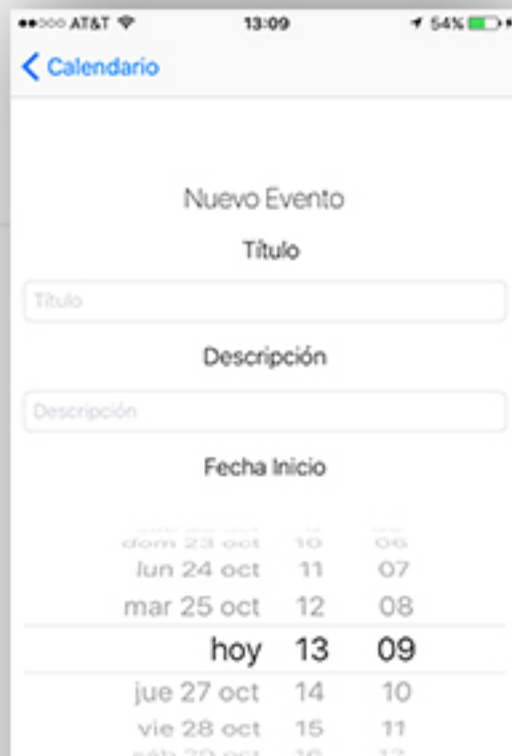 AT&T 13:09 54%
Calendario
Nuevo Evento
Título
Título
Descripción
Descripción
Fecha Inicio
dom 23 oct 10 06
lun 24 oct 11 07
mar 25 oct 12 08
hoy 13 09
jue 27 oct 14 10
vie 28 oct 15 11